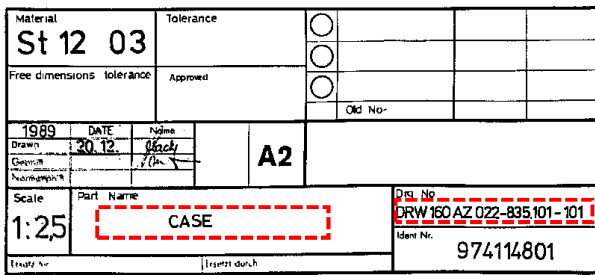 Material
St 12 03
Tolerance
Free dimensions tolerance
Approved
Old No-
1989 DATE Name
Drawn 20.12.
A2
Scale
1:2,5
Part Name
CASE
Drg. No
DRW 160 AZ 022-835,101-101
Ident Nr.
974114801
Ersatz für
Ersetzt durch